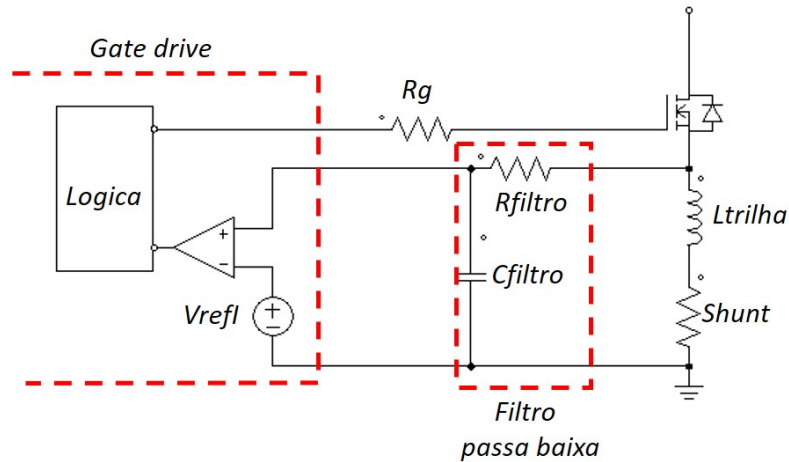 Gate drive
Rg
Logica
+
−
Rfiltro
Ltrilha
Cfiltro
VrefI
+
−
Shunt
Filtro
passa baixa